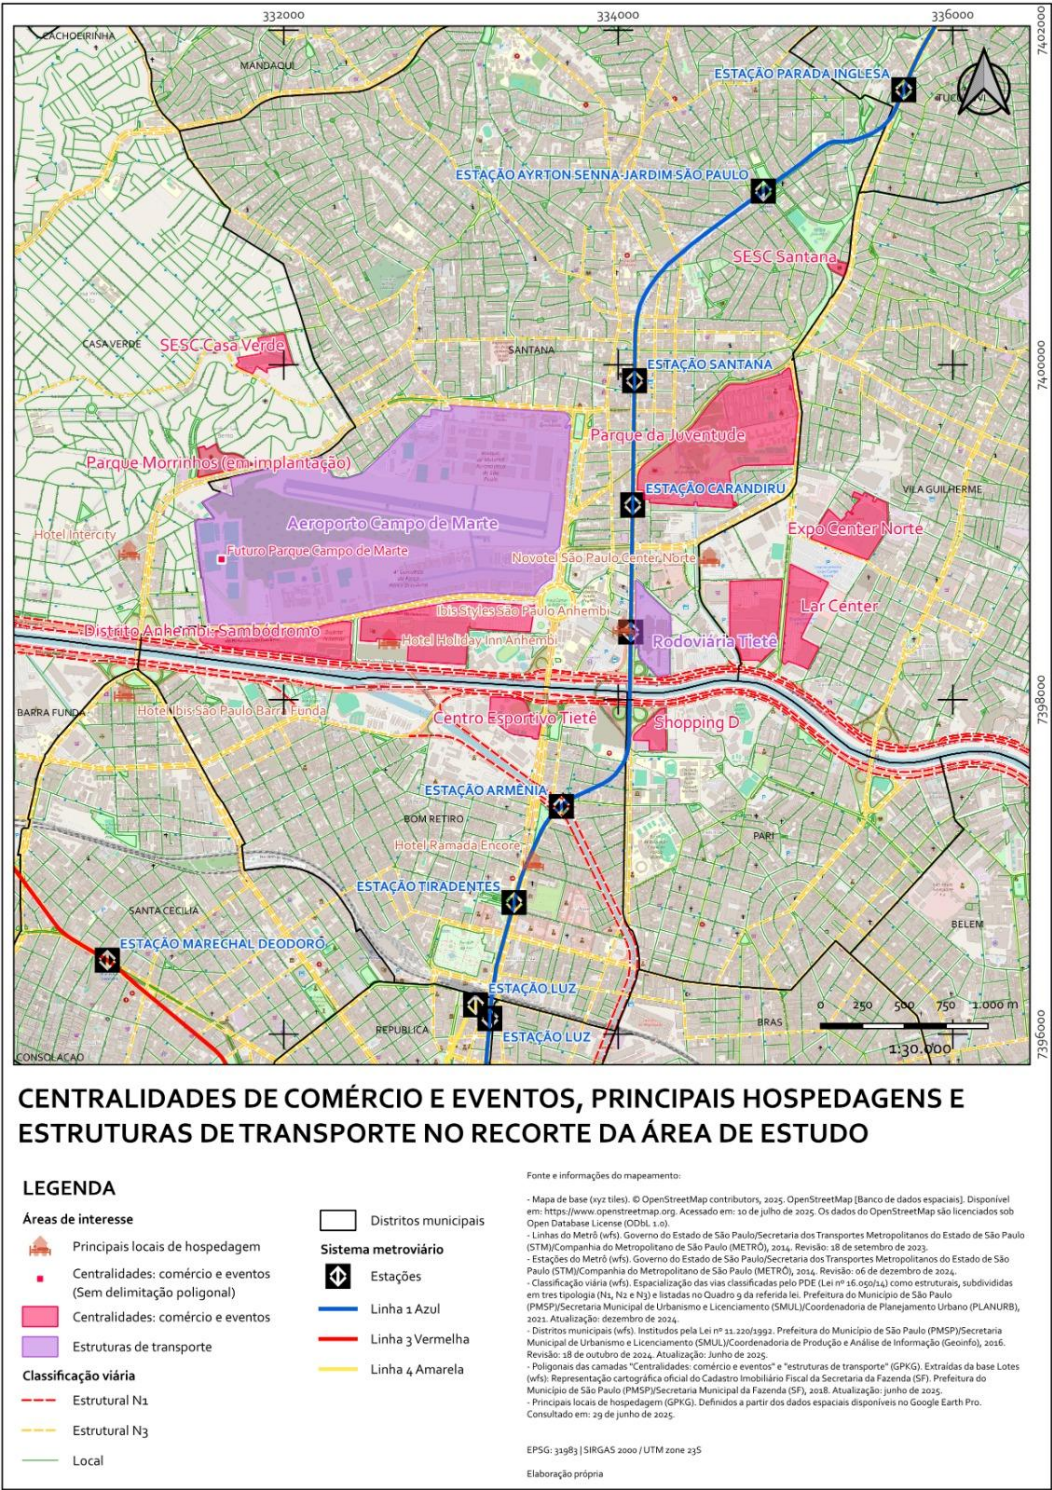 332000
334000
336000
7402000
CACHOEIRINHA
MANDAQUI
ESTAÇÃO PARADA INGLESA
ESTAÇÃO AYRTON SENNA-JARDIM SÃO PAULO
SESC Santana
CASA VERDE
SESC Casa Verde
SANTANA
ESTAÇÃO SANTANA
7400000
Parque da Juventude
Parque Morrinhos (em implantação)
ESTAÇÃO CARANDIRU
VILA GUILHERME
Aeroporto Campo de Marte
Expo Center Norte
Hotel Intercity
Futuro Parque Campo de Marte
Novotel São Paulo Center Norte
Ibis Styles São Paulo Anhembi
Lar Center
Distrito Anhembi: Sambódromo
Hotel Holiday Inn Anhembi
Rodoviária Tietê
BARRA FUNDA
Hotel Ibis São Paulo Barra Funda
Centro Esportivo Tietê
Shopping D
7398000
ESTAÇÃO ARMÊNIA
BOM RETIRO
PARI
Hotel Ramada Encore
ESTAÇÃO TIRADENTES
SANTA CECILIA
BELEM
ESTAÇÃO MARECHAL DEODORO
ESTAÇÃO LUZ
REPUBLICA
ESTAÇÃO LUZ
BRAS
0 250 500 750 1.000 m
1:30.000
CONSOLACAO
7396000
CENTRALIDADES DE COMÉRCIO E EVENTOS, PRINCIPAIS HOSPEDAGENS E
ESTRUTURAS DE TRANSPORTE NO RECORTE DA ÁREA DE ESTUDO
LEGENDA
Áreas de interesse
Principais locais de hospedagem
Centralidades: comércio e eventos
(Sem delimitação poligonal)
Centralidades: comércio e eventos
Estruturas de transporte
Classificação viária
Estrutural N1
Estrutural N3
Local
Distritos municipais
Sistema metroviário
Estações
Linha 1 Azul
Linha 3 Vermelha
Linha 4 Amarela
Fonte e informações do mapeamento:
- Mapa de base (xyz tiles). © OpenStreetMap contributors, 2025. OpenStreetMap [Banco de dados espaciais]. Disponível
em: https://www.openstreetmap.org. Acessado em: 10 de julho de 2025. Os dados do OpenStreetMap são licenciados sob
Open Database License (ODbL 1.0).
- Linhas do Metrô (wfs). Governo do Estado de São Paulo/Secretaria dos Transportes Metropolitanos do Estado de São Paulo
(STM)/Companhia do Metropolitano de São Paulo (METRÔ), 2014. Revisão: 18 de setembro de 2023.
- Estações do Metrô (wfs). Governo do Estado de São Paulo/Secretaria dos Transportes Metropolitanos do Estado de São
Paulo (STM)/Companhia do Metropolitano de São Paulo (METRÔ), 2014. Revisão: 06 de dezembro de 2024.
- Classificação viária (wfs). Espacialização das vias classificadas pelo PDE (Lei nº 16.050/14) como estruturais, subdivididas
em tres tipologia (N1, N2 e N3) e listadas no Quadro 9 da referida lei. Prefeitura do Município de São Paulo
(PMSP)/Secretaria Municipal de Urbanismo e Licenciamento (SMUL)/Coordenadoria de Planejamento Urbano (PLANURB),
2021. Atualização: dezembro de 2024.
- Distritos municipais (wfs). Instituídos pela Lei nº 11.220/1992. Prefeitura do Município de São Paulo (PMSP)/Secretaria
Municipal de Urbanismo e Licenciamento (SMUL)/Coordenadoria de Produção e Análise de Informação (Geoinfo), 2016.
Revisão: 18 de outubro de 2024. Atualização: Junho de 2025.
- Poligonais das camadas "Centralidades: comércio e eventos" e "estruturas de transporte" (GPKG). Extraídas da base Lotes
(wfs): Representação cartográfica oficial do Cadastro Imobiliário Fiscal da Secretaria da Fazenda (SF). Prefeitura do
Município de São Paulo (PMSP)/Secretaria Municipal da Fazenda (SF), 2018. Atualização: junho de 2025.
- Principais locais de hospedagem (GPKG). Definidos a partir dos dados espaciais disponíveis no Google Earth Pro.
Consultado em: 29 de junho de 2025.
EPSG: 31983 | SIRGAS 2000 / UTM zone 23S
Elaboração própria